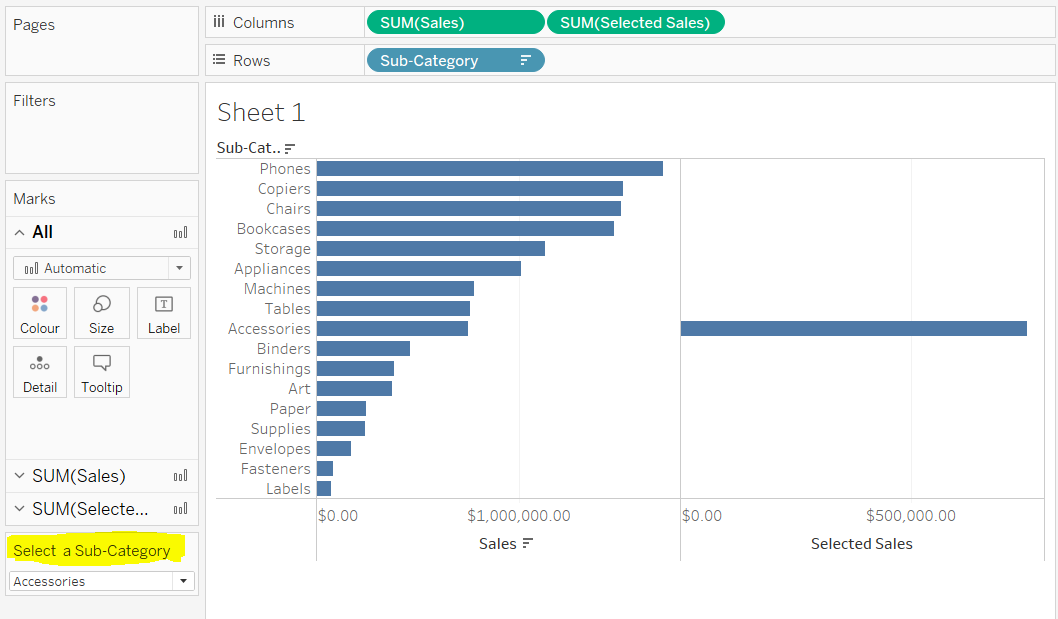 Pages
Columns
SUM(Sales)
SUM(Selected Sales)
Rows
Sub-Category
Filters
Marks
All
Automatic
Colour
Size
T
Label
Detail
Tooltip
SUM(Sales)
SUM(Selecte...
Select a Sub-Category
Accessories
Sheet 1
Sub-Cat..
Phones
Copiers
Chairs
Bookcases
Storage
Appliances
Machines
Tables
Accessories
Binders
Furnishings
Art
Paper
Supplies
Envelopes
Fasteners
Labels
$0.00
$1,000,000.00
$0.00
$500,000.00
Sales
Selected Sales